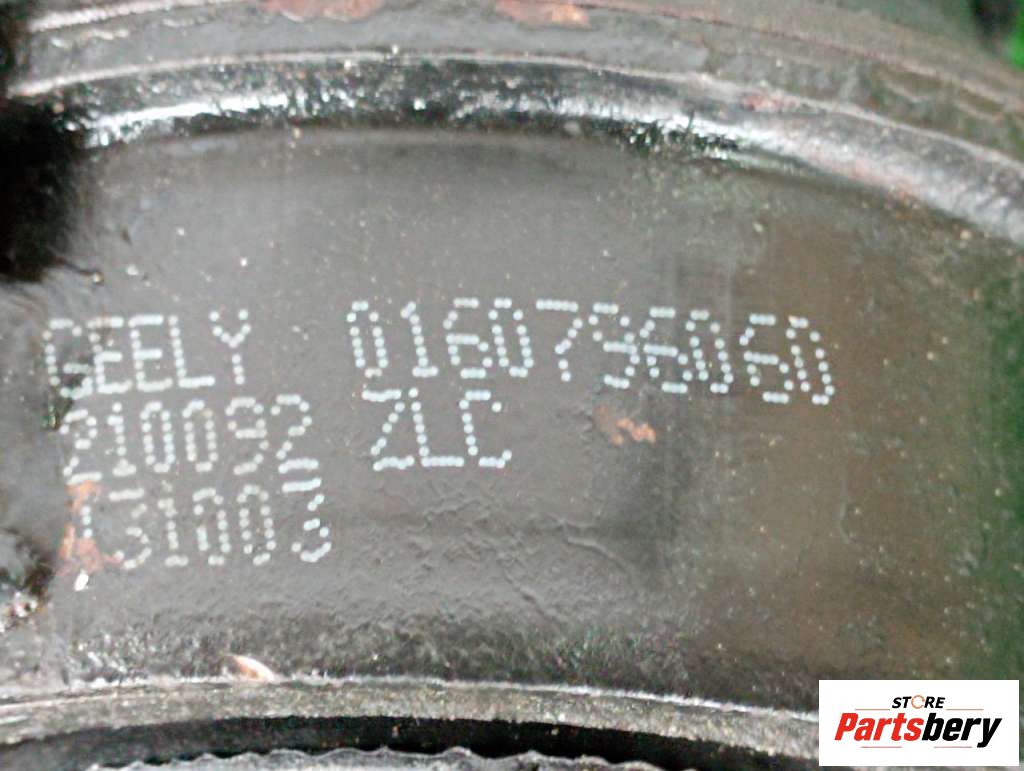 GEELY 0160796060
210092 ZLC
131003
STORE
Partsbery